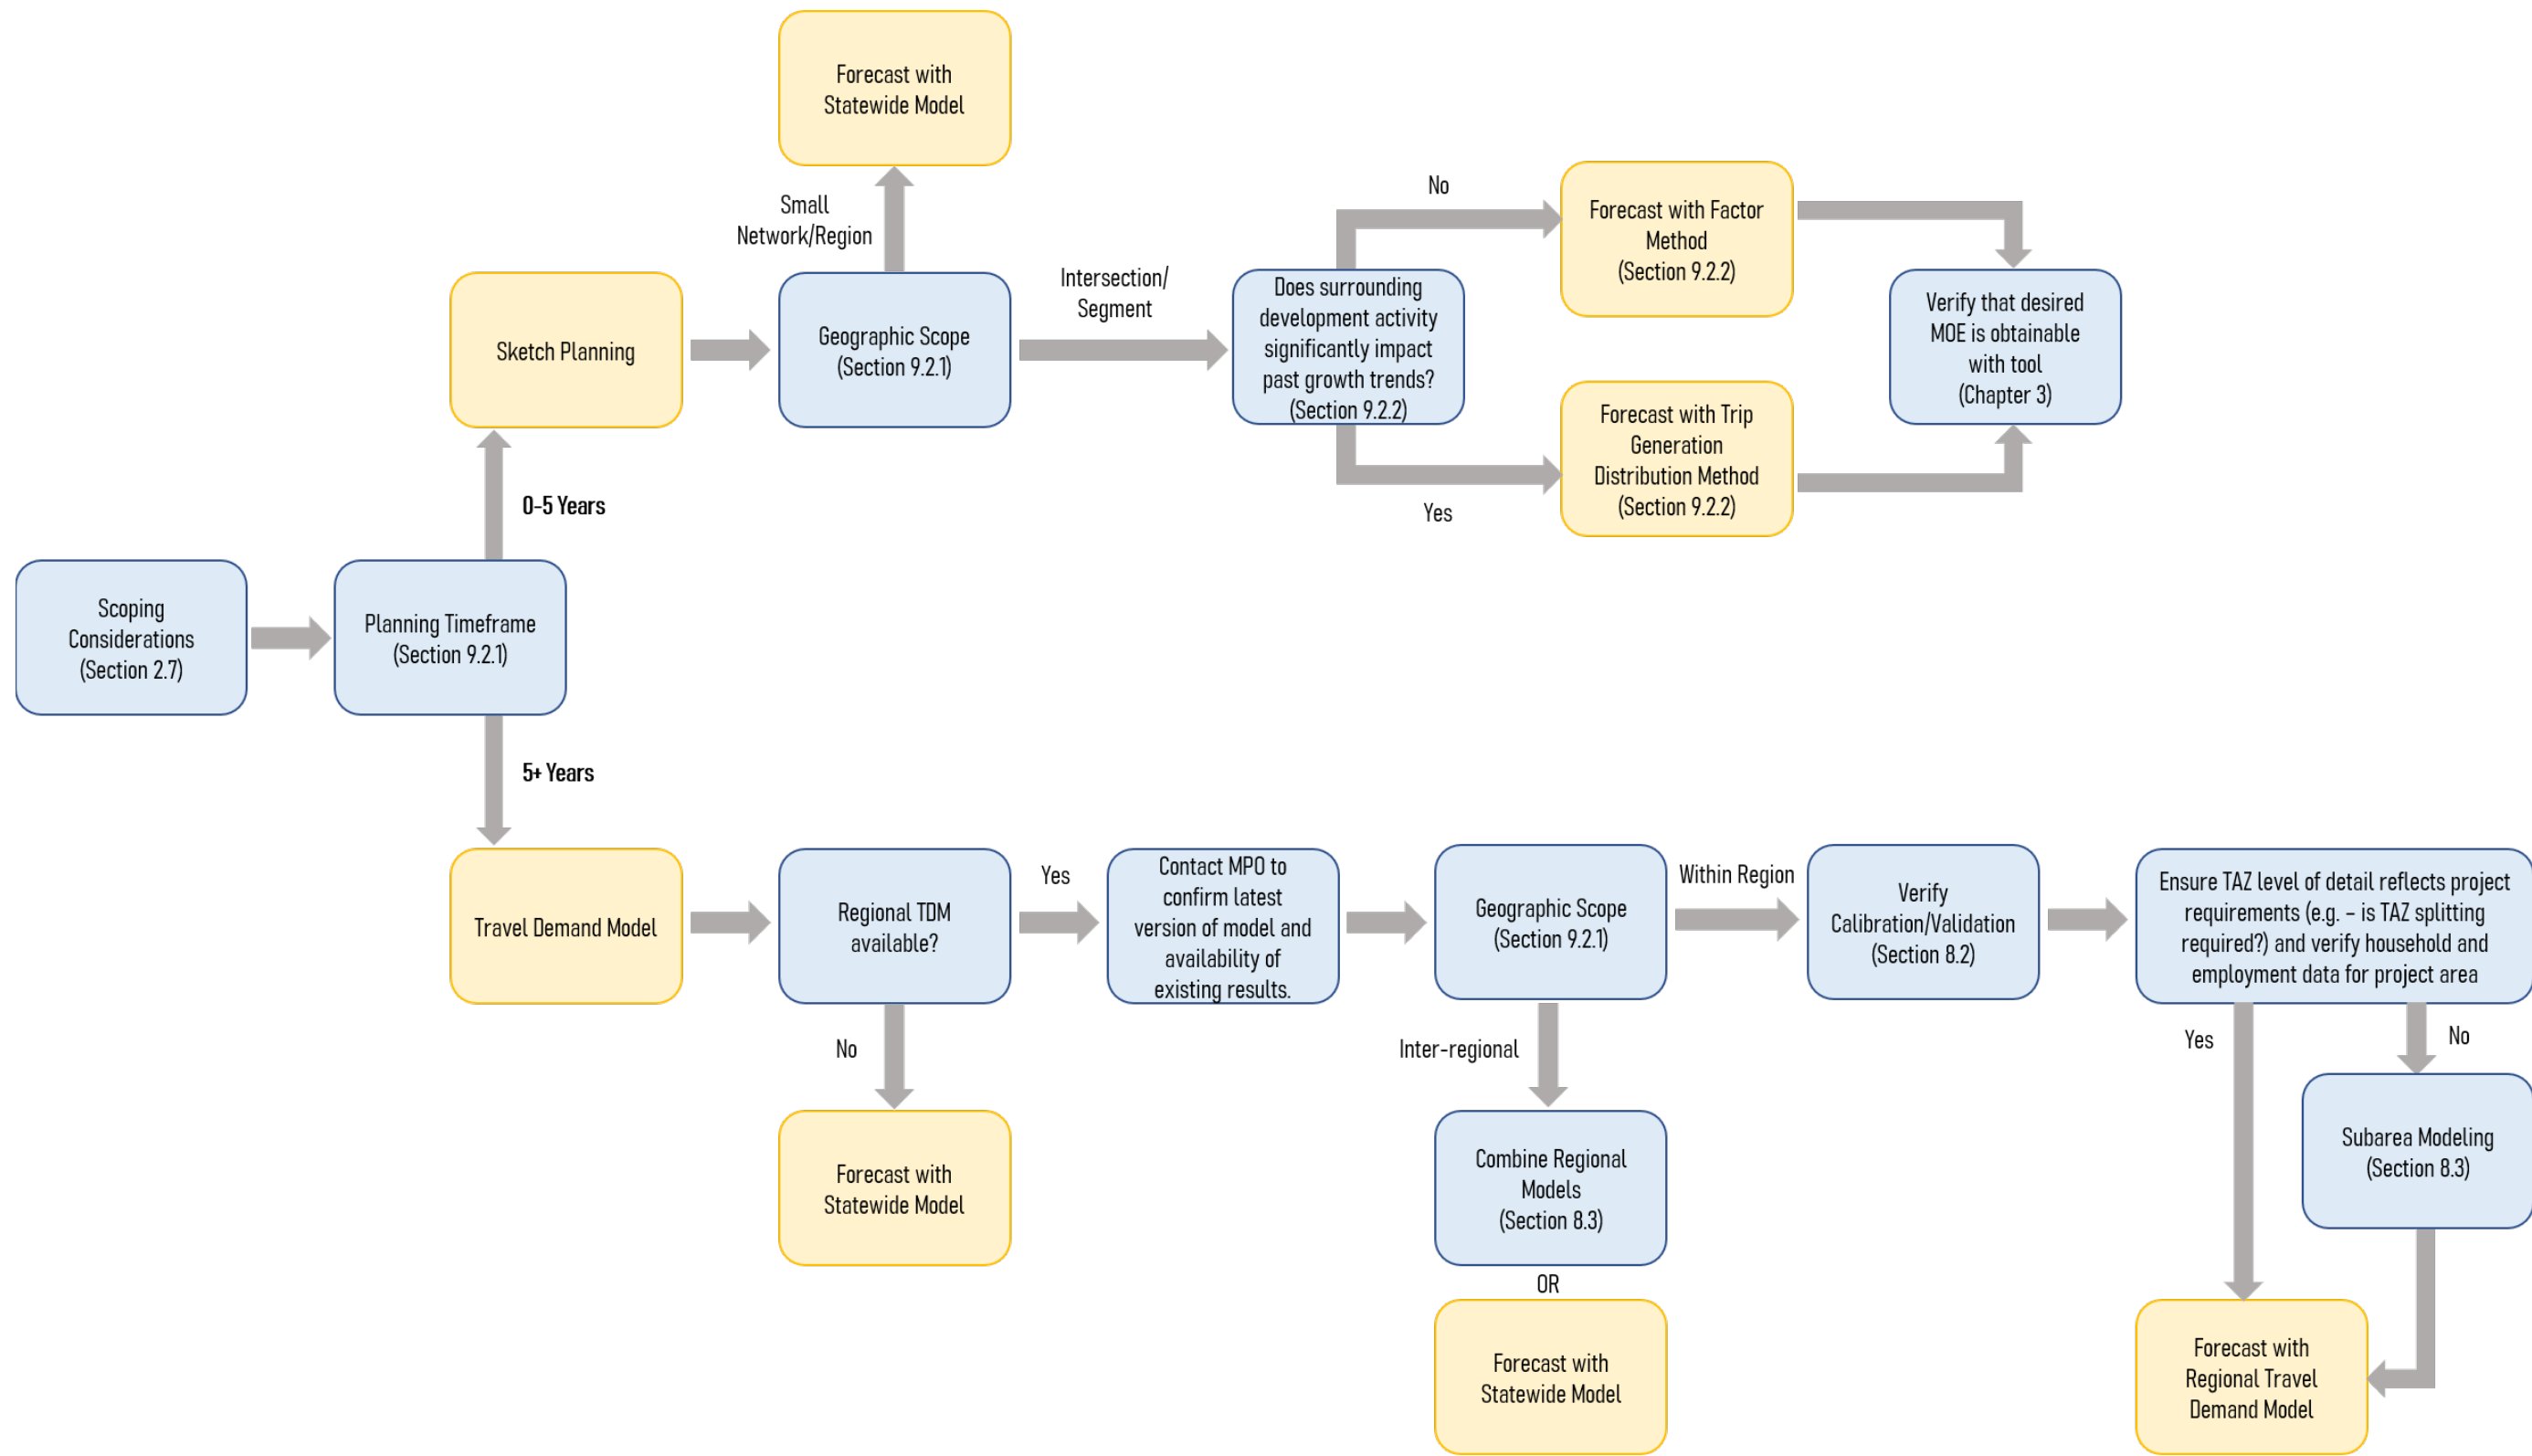 Forecast with
Statewide Model
Small
Network/Region
Sketch Planning
Geographic Scope
(Section 9.2.1)
Intersection/
Segment
Does surrounding
development activity
significantly impact
past growth trends?
(Section 9.2.2)
No
Forecast with Factor
Method
(Section 9.2.2)
Yes
Forecast with Trip
Generation
Distribution Method
(Section 9.2.2)
Verify that desired
MOE is obtainable
with tool
(Chapter 3)
0-5 Years
Scoping
Considerations
(Section 2.7)
Planning Timeframe
(Section 9.2.1)
5+ Years
Travel Demand Model
Regional TDM
available?
Yes
Contact MPO to
confirm latest
version of model and
availability of
existing results.
Geographic Scope
(Section 9.2.1)
Within Region
Verify
Calibration/Validation
(Section 8.2)
Ensure TAZ level of detail reflects project
requirements (e.g. - is TAZ splitting
required?) and verify household and
employment data for project area
No
Forecast with
Statewide Model
Inter-regional
Combine Regional
Models
(Section 8.3)
OR
Forecast with
Statewide Model
Yes
No
Subarea Modeling
(Section 8.3)
Forecast with
Regional Travel
Demand Model